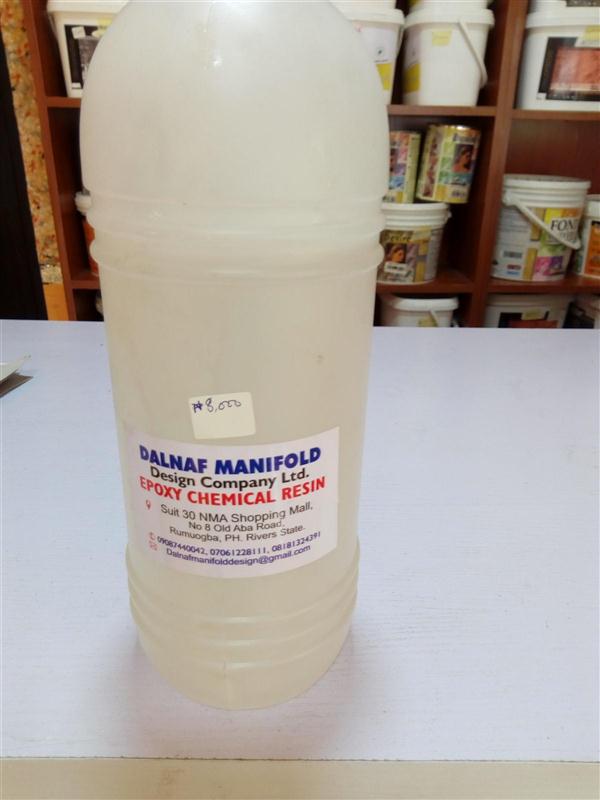 ₦8,000
DALNAF MANIFOLD
Design Company Ltd.
EPOXY CHEMICAL RESIN
Suit 30 NMA Shopping Mall,
No 8 Old Aba Road,
Rumuogba, PH. Rivers State.
09087440042, 07061228111, 08181324391
Dalnafmanifolddesign@gmail.com
FON